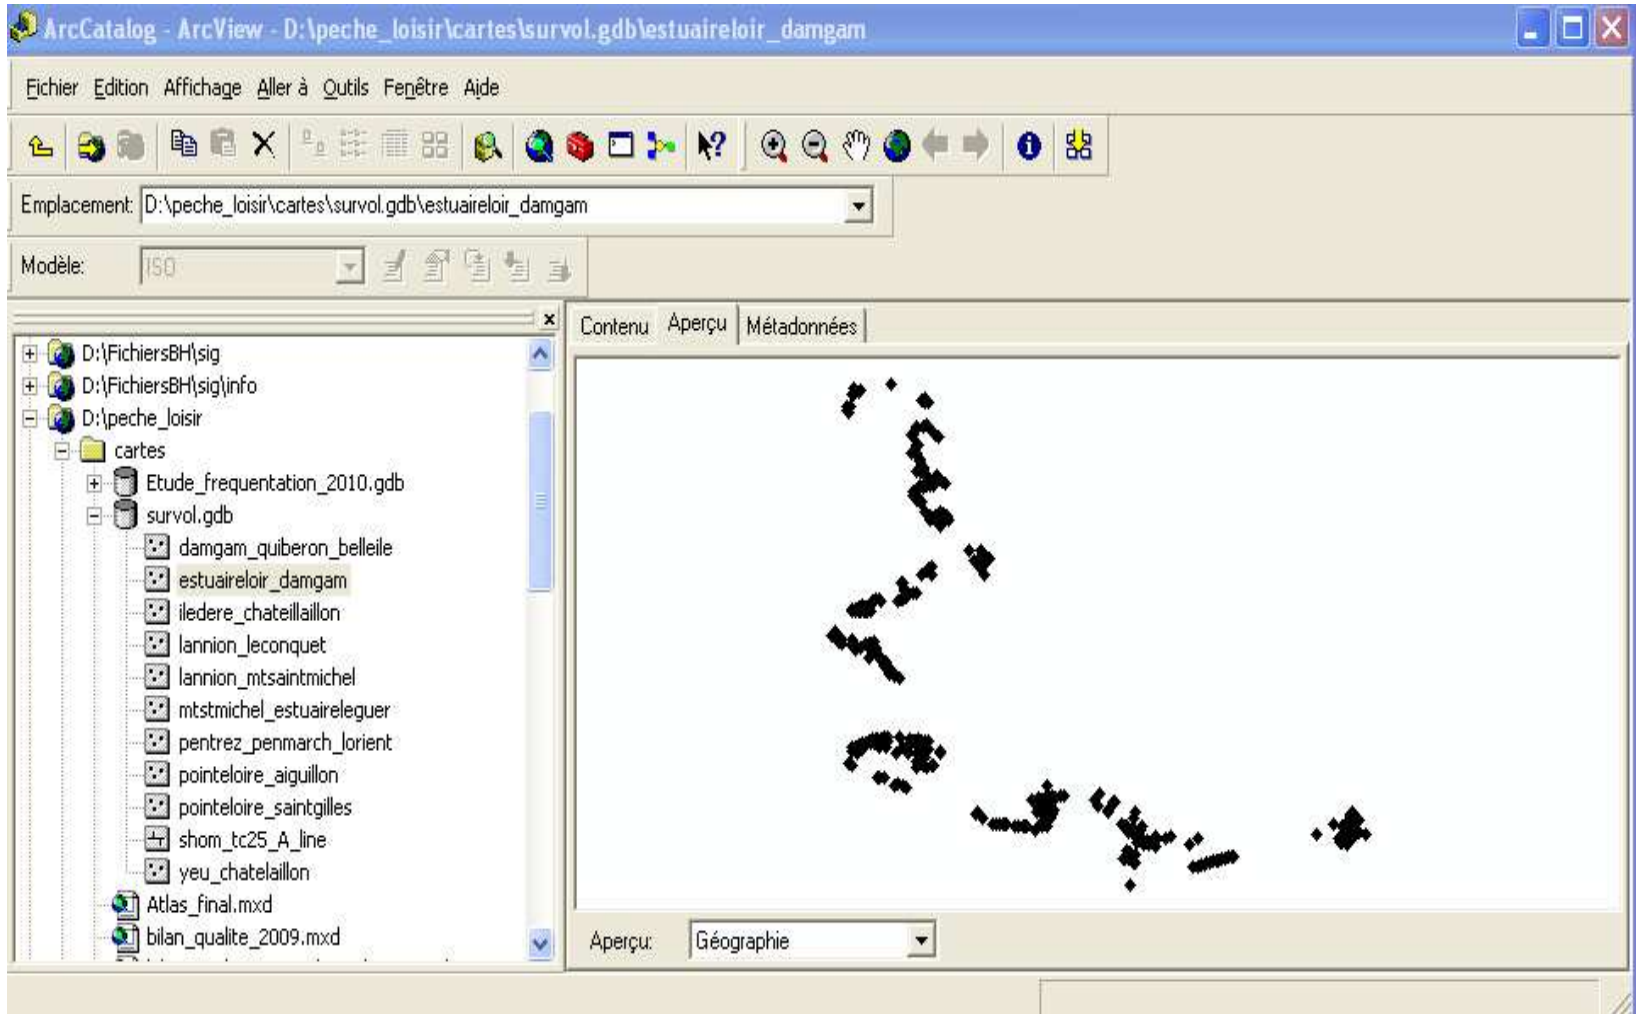 ArcCatalog - ArcView - D:\peche_loisir\cartes\survol.gdb\estuaireloir_damgam
Fichier Edition Affichage Aller à Outils Fenêtre Aide
Emplacement: D:\peche_loisir\cartes\survol.gdb\estuaireloir_damgam
Modèle: ISO
Contenu Aperçu Métadonnées
D:\FichiersBH\sig
D:\FichiersBH\sig\info
D:\peche_loisir
cartes
Etude_frequentation_2010.gdb
survol.gdb
damgam_quiberon_belleile
estuaireloir_damgam
iledere_chateillaillon
lannion_leconquet
lannion_mtsaintmichel
mtstmichel_estuaireleguer
pentrez_penmarch_lorient
pointeloire_aiguillon
pointeloire_saintgilles
shom_tc25_A_line
yeu_chatelaillon
Atlas_final.mxd
bilan_qualite_2009.mxd
Aperçu: Géographie